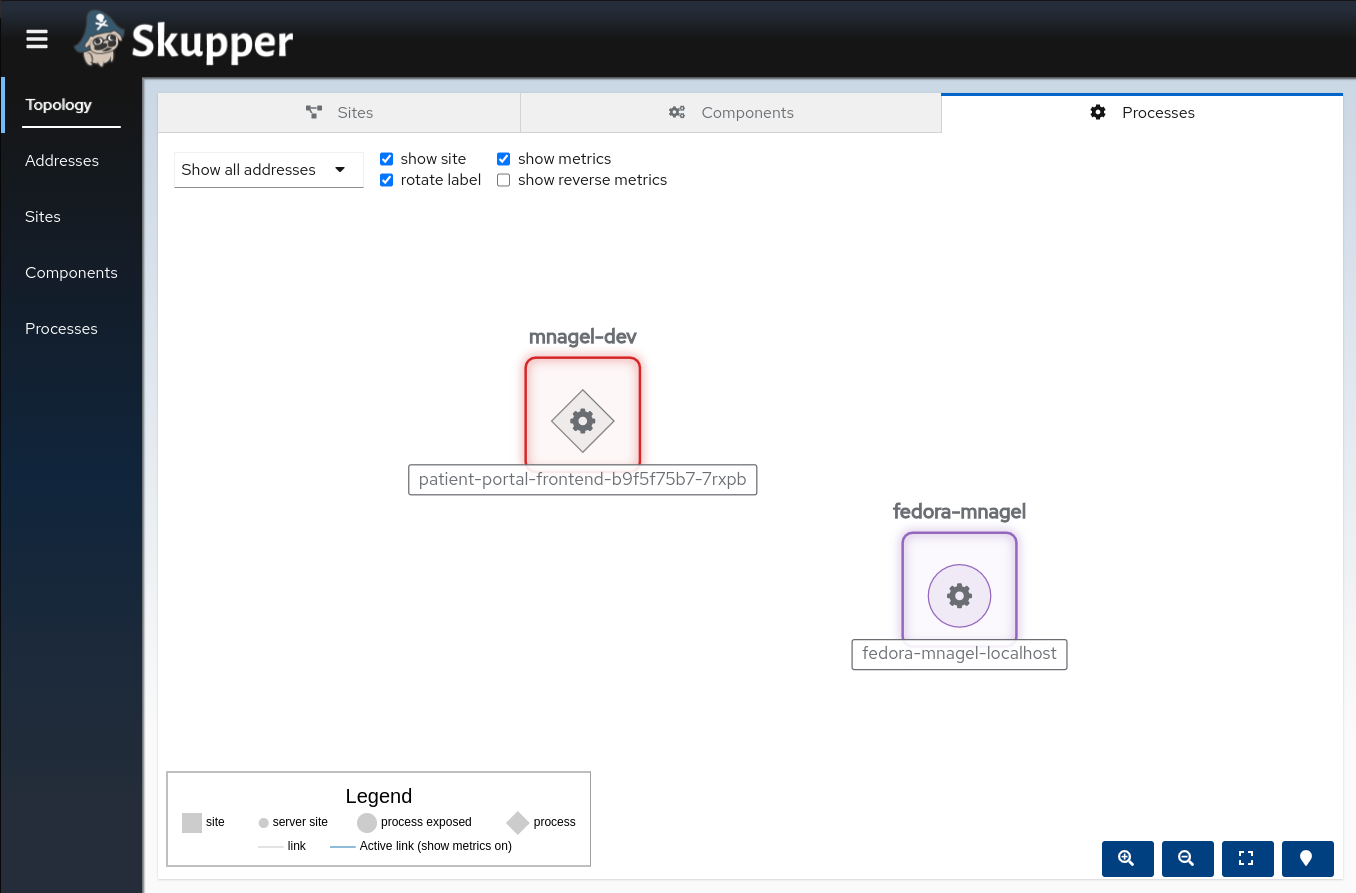 Skupper
Topology
Addresses
Sites
Components
Processes
Sites
Components
Processes
Show all addresses
show site
show metrics
rotate label
show reverse metrics
mnagel-dev
patient-portal-frontend-b9f5f75b7-7rxpb
fedora-mnagel
fedora-mnagel-localhost
Legend
site
server site
process exposed
process
link
Active link (show metrics on)